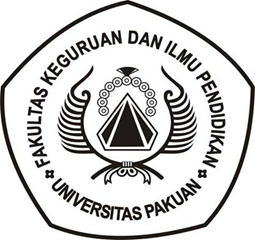 FAKULTAS KEGURUAN DAN ILMU PENDIDIKAN
UNIVERSITAS PAKUAN